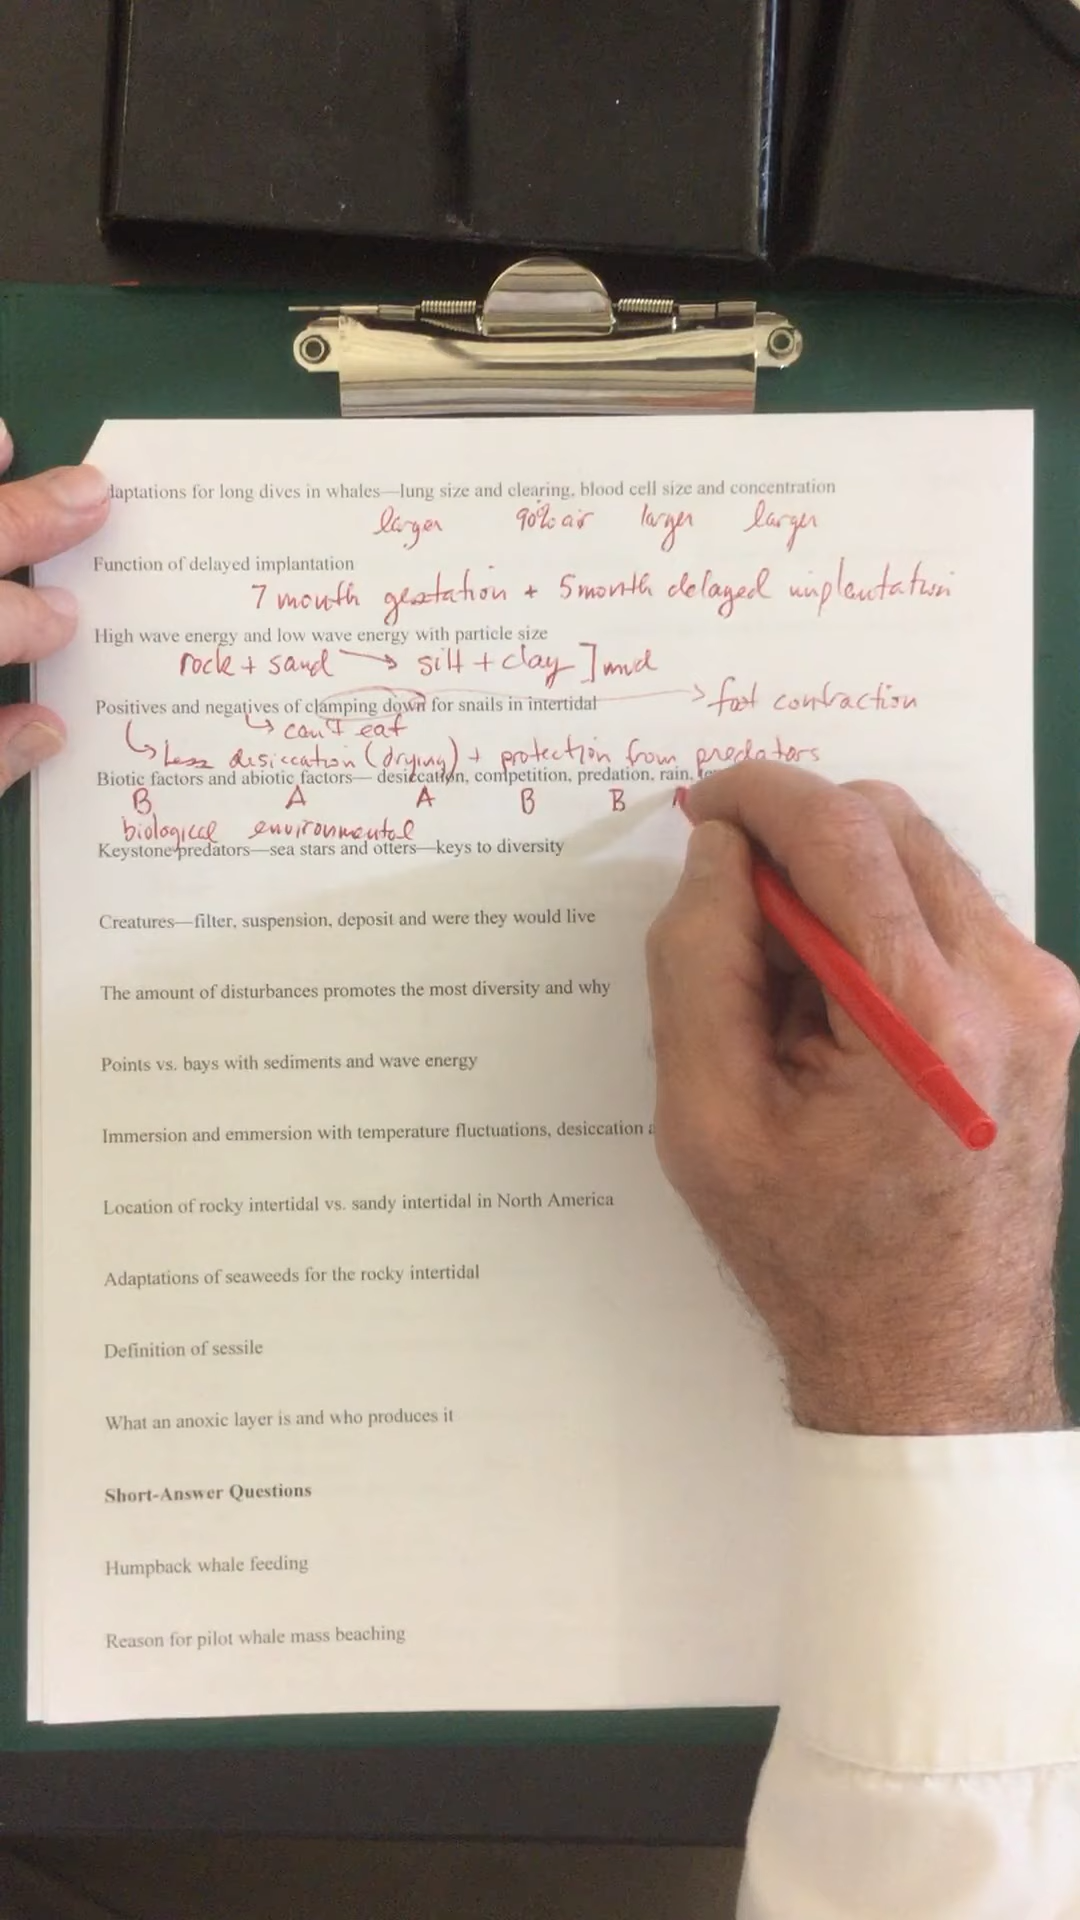 daptations for long dives in whales—lung size and clearing, blood cell size and concentration
larger 90% air larger larger
Function of delayed implantation
7 month gestation + 5 month delayed implantation
High wave energy and low wave energy with particle size
rock + sand → silt + clay ] mud
Positives and negatives of clamping down for snails in intertidal → foot contraction
↳ can't eat
↳ Less desiccation (drying) + protection from predators
Biotic factors and abiotic factors— desiccation, competition, predation, rain,
B A A B B
biological environmental
Keystone predators—sea stars and otters—keys to diversity
Creatures—filter, suspension, deposit and were they would live
The amount of disturbances promotes the most diversity and why
Points vs. bays with sediments and wave energy
Immersion and emmersion with temperature fluctuations, desiccation
Location of rocky intertidal vs. sandy intertidal in North America
Adaptations of seaweeds for the rocky intertidal
Definition of sessile
What an anoxic layer is and who produces it
Short-Answer Questions
Humpback whale feeding
Reason for pilot whale mass beaching